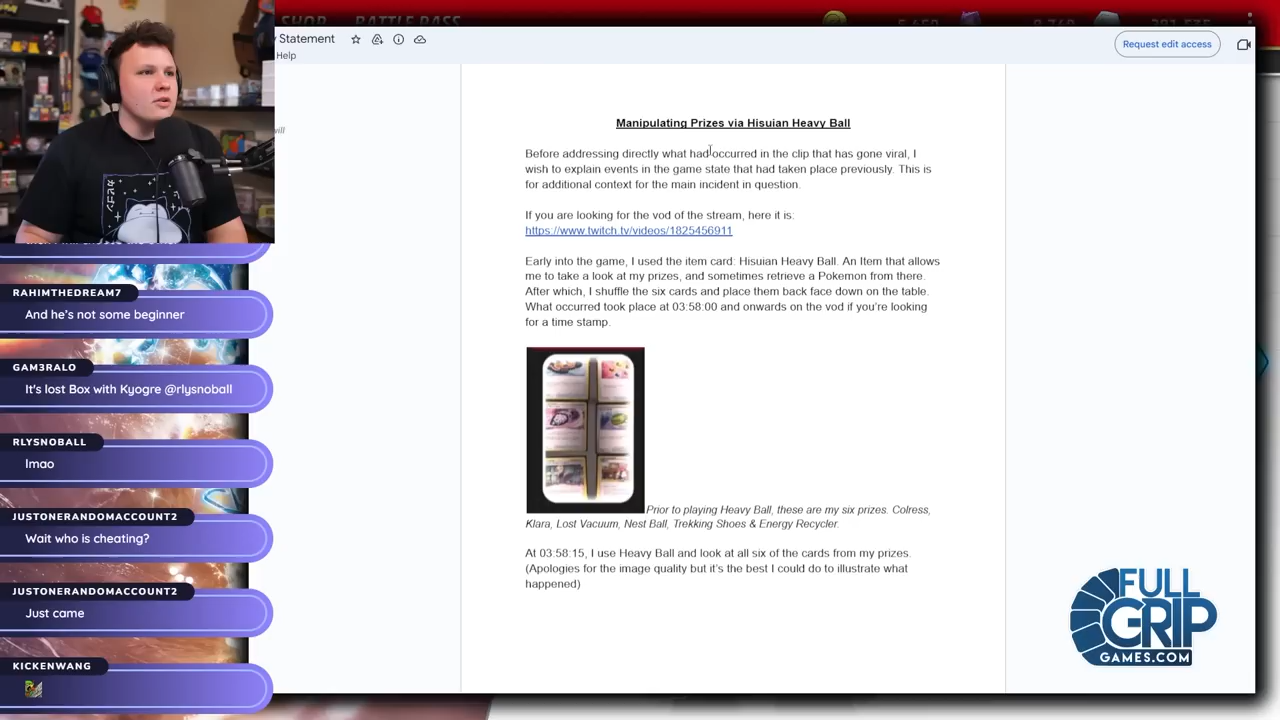 SHOP BATTLE PASS
Statement
Help
Request edit access
will
Manipulating Prizes via Hisuian Heavy Ball
Before addressing directly what had occurred in the clip that has gone viral, I
wish to explain events in the game state that had taken place previously. This is
for additional context for the main incident in question.
If you are looking for the vod of the stream, here it is:
https://www.twitch.tv/videos/1825456911
Early into the game, I used the item card: Hisuian Heavy Ball. An Item that allows
me to take a look at my prizes, and sometimes retrieve a Pokemon from there.
After which, I shuffle the six cards and place them back face down on the table.
What occurred took place at 03:58:00 and onwards on the vod if you're looking
for a time stamp.
Prior to playing Heavy Ball, these are my six prizes. Colress,
Klara, Lost Vacuum, Nest Ball, Trekking Shoes & Energy Recycler.
At 03:58:15, I use Heavy Ball and look at all six of the cards from my prizes.
(Apologies for the image quality but it's the best I could do to illustrate what
happened)
RAHIMTHEDREAM7
And he's not some beginner
GAM3RALO
It's lost Box with Kyogre @rlysnoball
RLYSNOBALL
lmao
JUSTONERANDOMACCOUNT2
Wait who is cheating?
JUSTONERANDOMACCOUNT2
Just came
KICKENWANG
FULL
GRIP
GAMES.COM